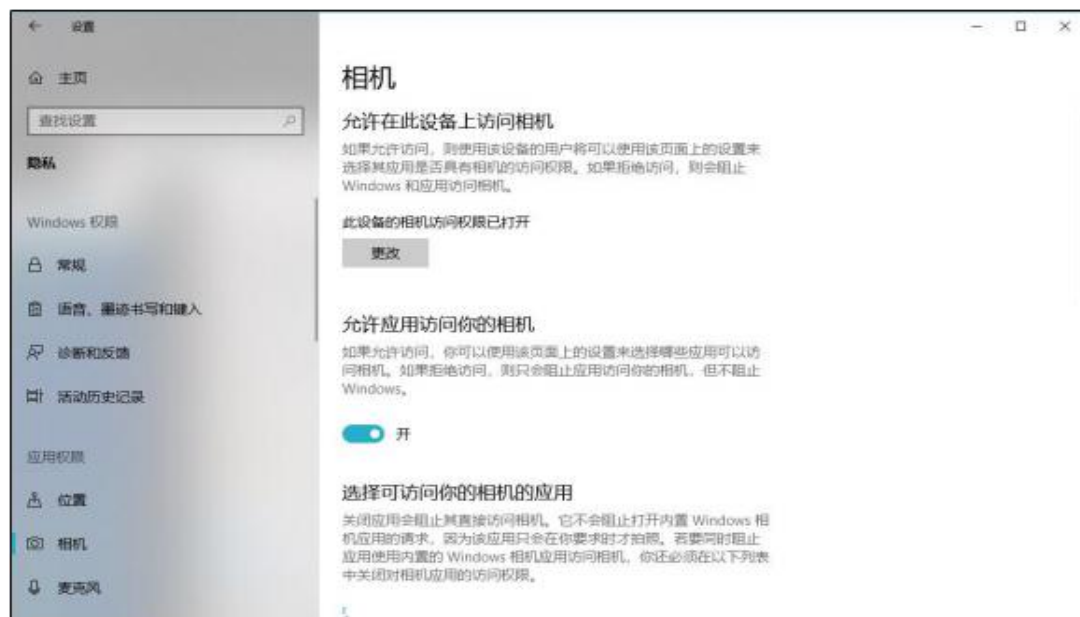 设置
主页
查找设置
隐私
Windows 权限
常规
语音、墨迹书写和键入
诊断和反馈
活动历史记录
应用权限
位置
相机
麦克风
相机
允许在此设备上访问相机
如果允许访问，则使用该设备的用户将可以使用该页面上的设置来
选择其应用是否具有相机的访问权限。如果拒绝访问，则会阻止
Windows 和应用访问相机。
此设备的相机访问权限已打开
更改
允许应用访问你的相机
如果允许访问，你可以使用该页面上的设置来选择哪些应用可以访
问相机。如果拒绝访问，则只会阻止应用访问你的相机，但不阻止
Windows。
开
选择可访问你的相机的应用
关闭应用会阻止其直接访问相机。它不会阻止打开内置 Windows 相
机应用的请求，因为该应用只会在你要求时才拍照。若要同时阻止
应用使用内置的 Windows 相机应用访问相机，你还必须在以下列表
中关闭对相机应用的访问权限。